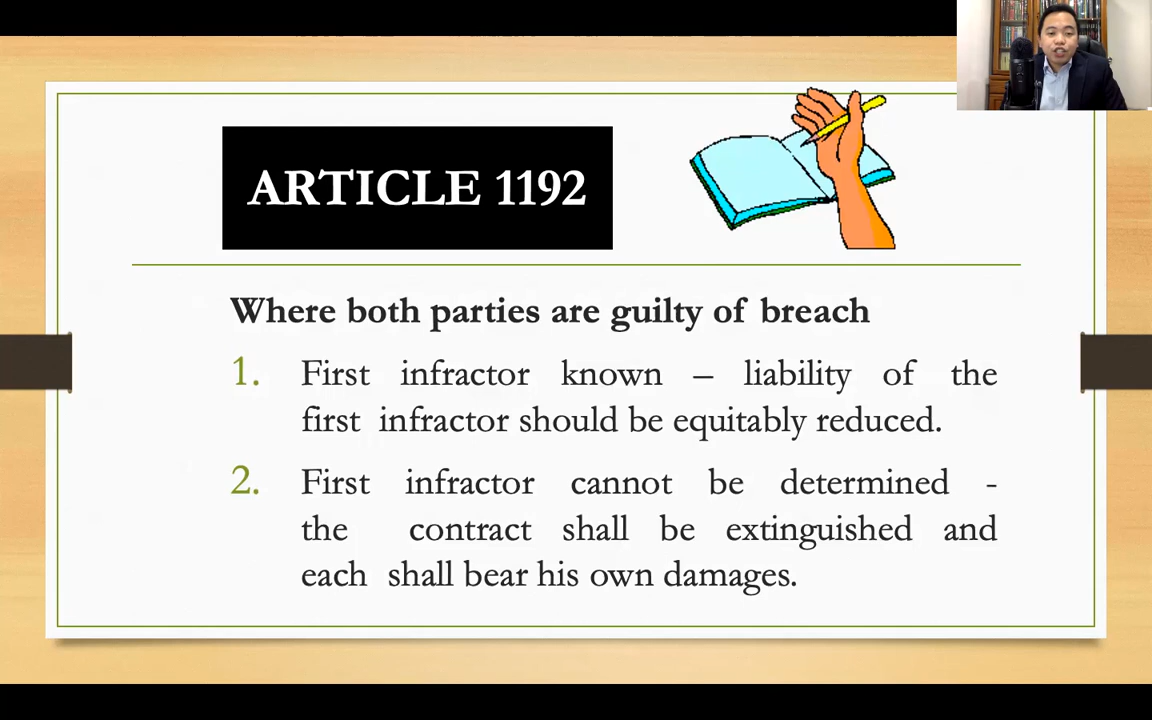 ARTICLE 1192
Where both parties are guilty of breach
1. First infractor known – liability of the
first infractor should be equitably reduced.
2. First infractor cannot be determined -
the contract shall be extinguished and
each shall bear his own damages.